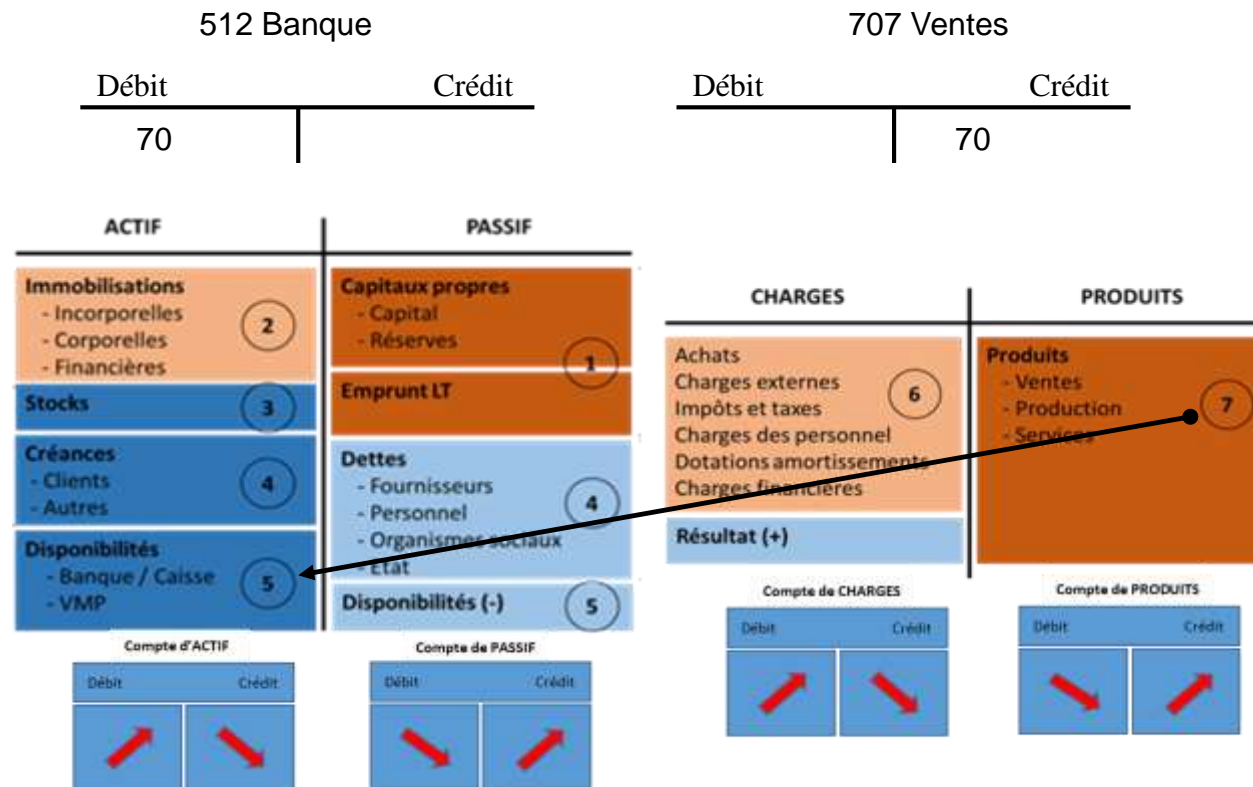 512 Banque
Débit Crédit
70
707 Ventes
Débit Crédit
70
ACTIF
PASSIF
Immobilisations
- Incorporelles
- Corporelles
- Financières
2
Stocks
3
Créances
- Clients
- Autres
4
Disponibilités
- Banque / Caisse
- VMP
5
Capitaux propres
- Capital
- Réserves
1
Emprunt LT
Dettes
- Fournisseurs
- Personnel
- Organismes sociaux
- Etat
4
Disponibilités (-)
5
CHARGES
PRODUITS
Achats
Charges externes
Impôts et taxes
Charges des personnel
Dotations amortissements
Charges financières
6
Résultat (+)
Produits
- Ventes
- Production
- Services
7
Compte d'ACTIF
Débit Crédit
Compte de PASSIF
Débit Crédit
Compte de CHARGES
Débit Crédit
Compte de PRODUITS
Débit Crédit